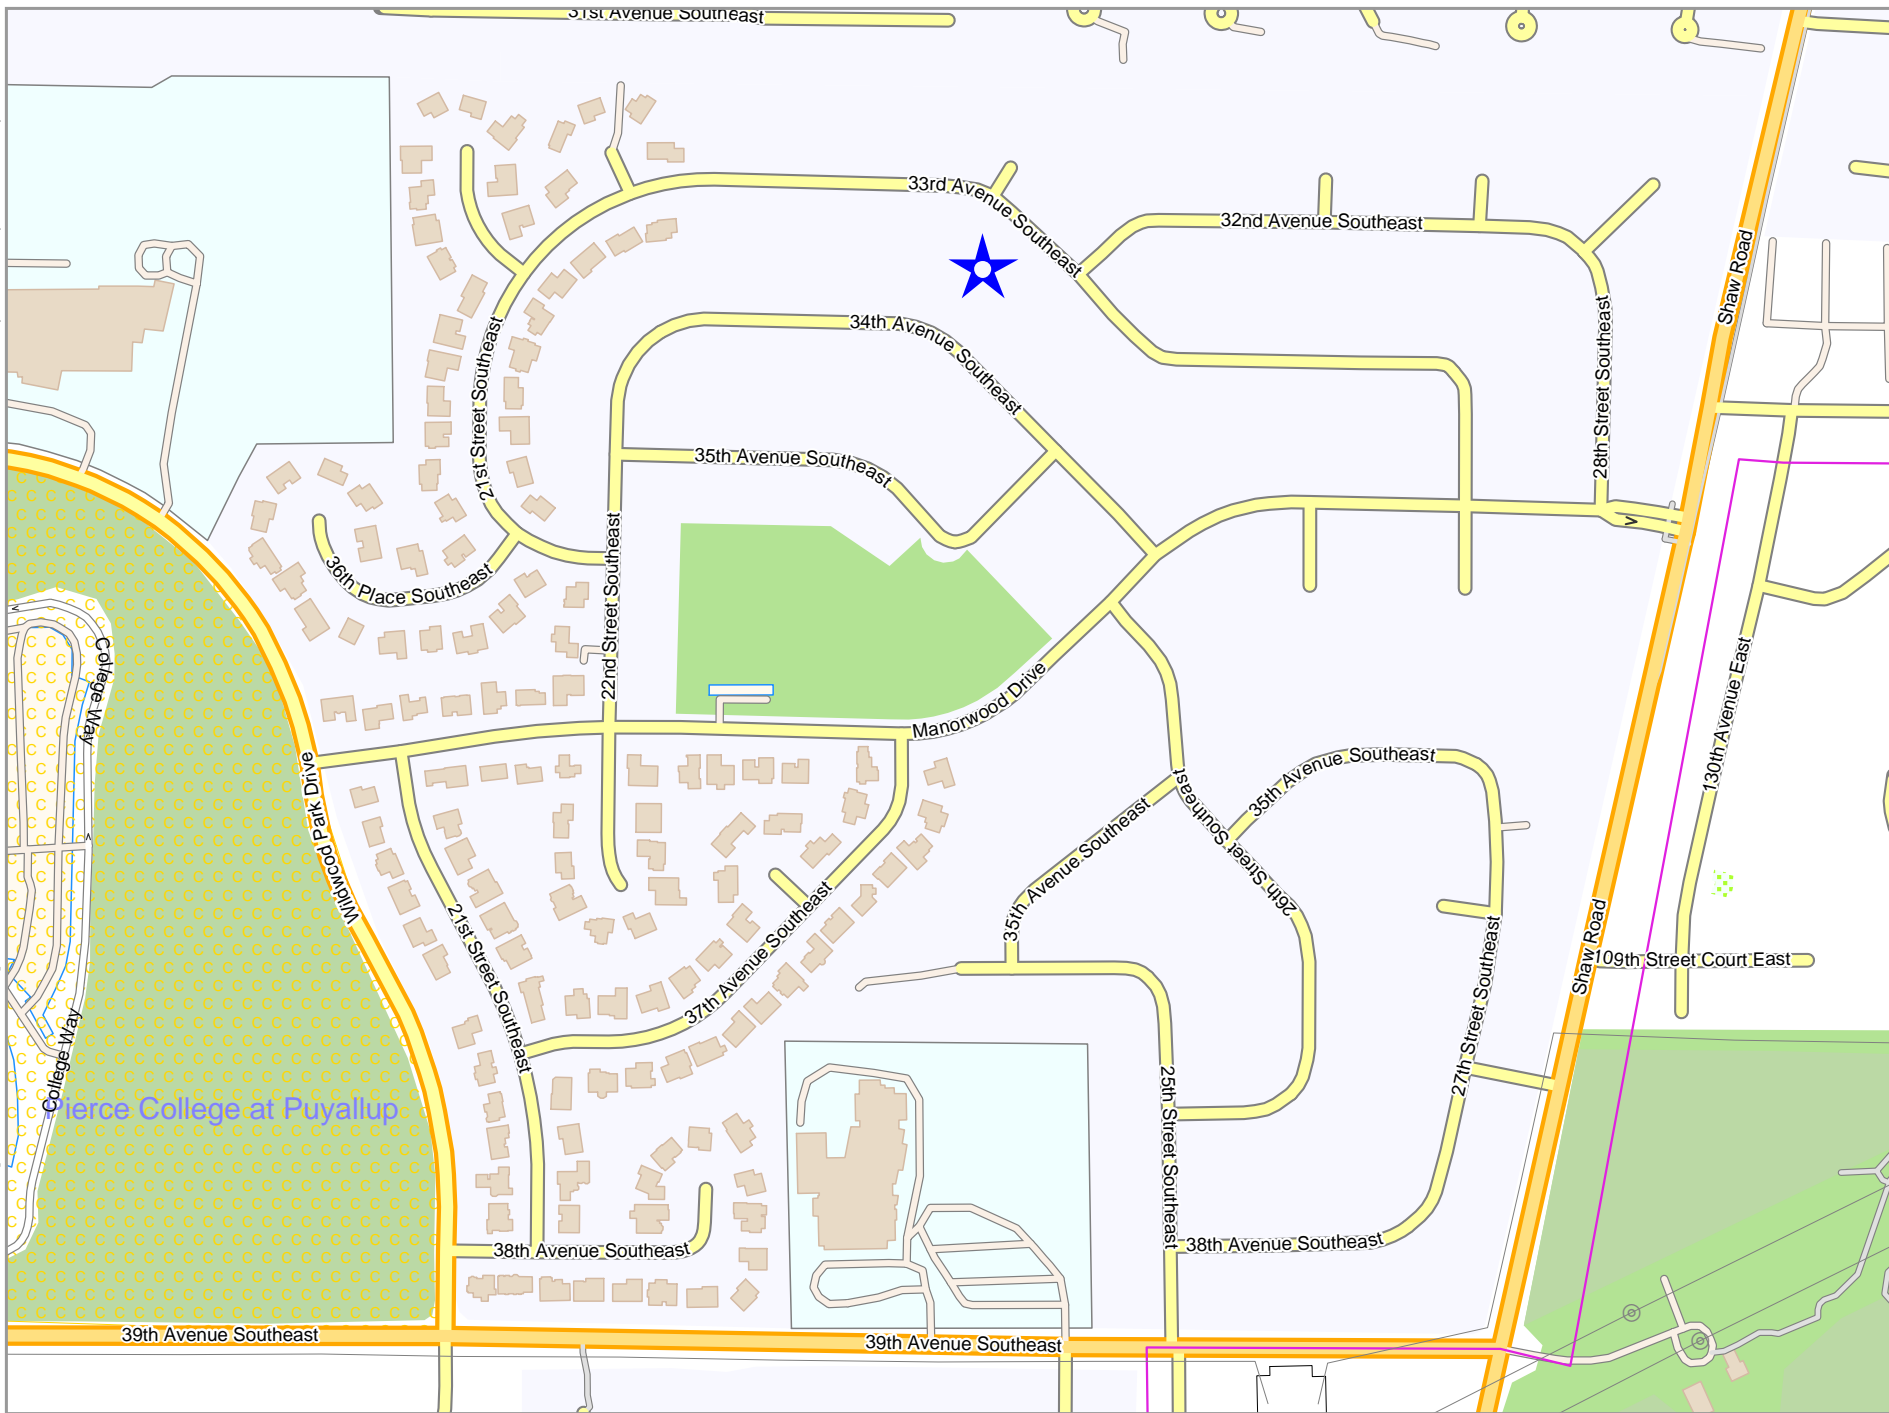 31st Avenue Southeast
33rd Avenue Southeast
32nd Avenue Southeast
Shaw Road
34th Avenue Southeast
28th Street Southeast
21st Street Southeast
35th Avenue Southeast
36th Place Southeast
22nd Street Southeast
College Way
Manorwood Drive
130th Avenue East
Wildwood Park Drive
35th Avenue Southeast
35th Avenue Southeast
26th Street Southeast
21st Street Southeast
37th Avenue Southeast
Shaw Road
109th Street Court East
27th Street Southeast
College Way
Pierce College at Puyallup
25th Street Southeast
38th Avenue Southeast
38th Avenue Southeast
39th Avenue Southeast
39th Avenue Southeast